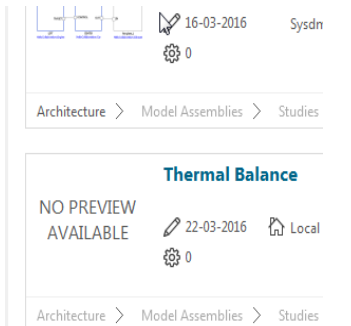 16-03-2016 Sysdm
0
Architecture > Model Assemblies > Studies
Thermal Balance
NO PREVIEW
AVAILABLE
22-03-2016 Local
0
Architecture > Model Assemblies > Studies